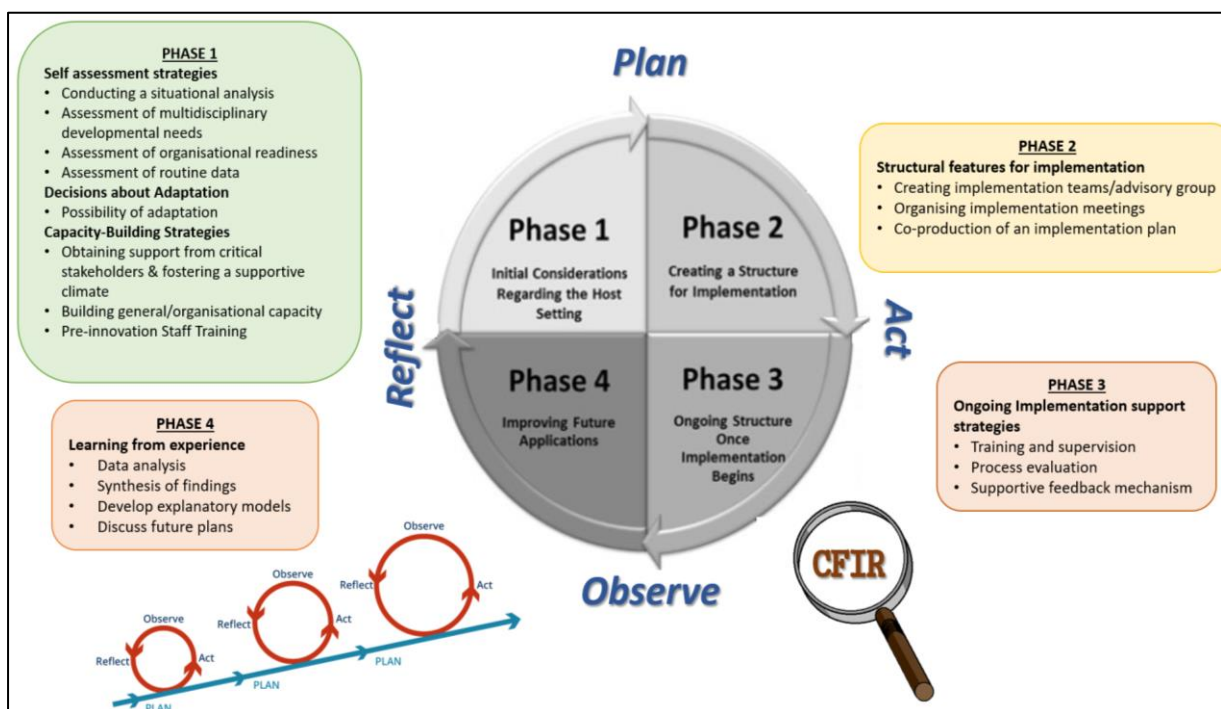 PHASE 1
Self assessment strategies
• Conducting a situational analysis
• Assessment of multidisciplinary
developmental needs
• Assessment of organisational readiness
• Assessment of routine data
Decisions about Adaptation
• Possibility of adaptation
Capacity-Building Strategies
• Obtaining support from critical
stakeholders & fostering a supportive
climate
• Building general/organisational capacity
• Pre-innovation Staff Training
Plan
Phase 1
Initial Considerations
Regarding the Host
Setting
Phase 2
Creating a Structure
for Implementation
PHASE 2
Structural features for implementation
• Creating implementation teams/advisory group
• Organising implementation meetings
• Co-production of an implementation plan
Reflect
Act
Phase 4
Improving Future
Applications
Phase 3
Ongoing Structure
Once
Implementation
Begins
PHASE 3
Ongoing Implementation support
strategies
• Training and supervision
• Process evaluation
• Supportive feedback mechanism
PHASE 4
Learning from experience
• Data analysis
• Synthesis of findings
• Develop explanatory models
• Discuss future plans
Observe
CFIR
Observe
Reflect
Act
PLAN
Observe
Reflect
Act
PLAN
Observe
Reflect
Act
PLAN